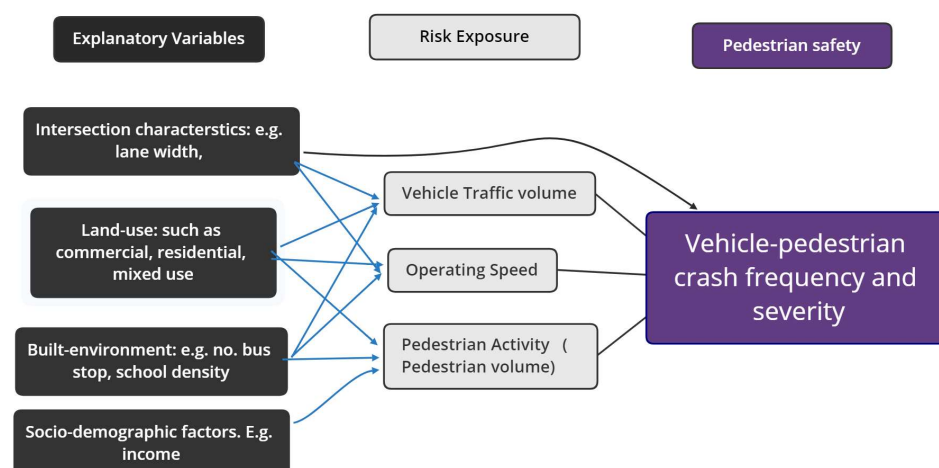 Explanatory Variables
Risk Exposure
Pedestrian safety
Intersection characterstics: e.g.
lane width,
Vehicle Traffic volume
Land-use: such as
commercial, residential,
mixed use
Operating Speed
Vehicle-pedestrian
crash frequency and
severity
Built-environment: e.g. no. bus
stop, school density
Pedestrian Activity (
Pedestrian volume)
Socio-demographic factors. E.g.
income